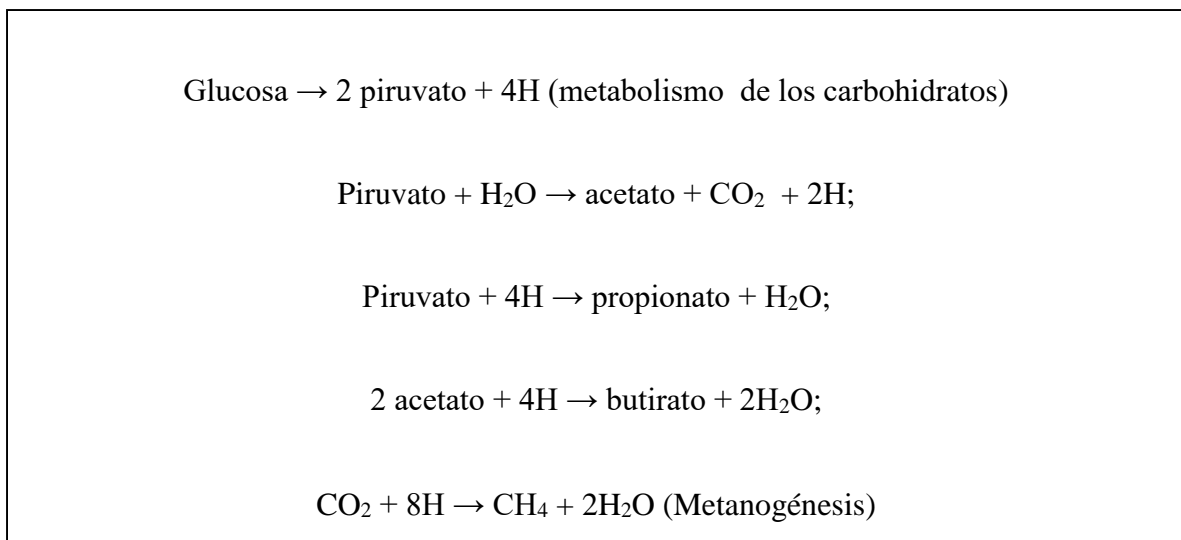 Glucosa → 2 piruvato + 4H (metabolismo  de los carbohidratos)
Piruvato + H₂O → acetato + CO₂  + 2H;
Piruvato + 4H → propionato + H₂O;
2 acetato + 4H → butirato + 2H₂O;
CO₂ + 8H → CH₄ + 2H₂O (Metanogénesis)